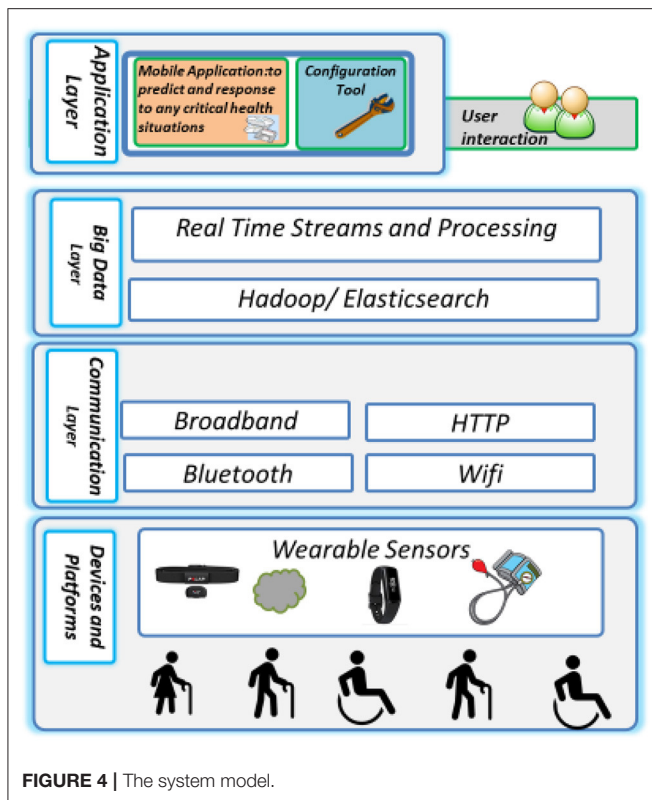 Application
Layer
Mobile Application:to
predict and response
to any critical health
situations
Configuration
Tool
User
interaction
Big Data
Layer
Real Time Streams and Processing
Hadoop/ Elasticsearch
Communication
Layer
Broadband
HTTP
Bluetooth
Wifi
Devices and
Platforms
Wearable Sensors
POLAR
FIGURE 4 | The system model.